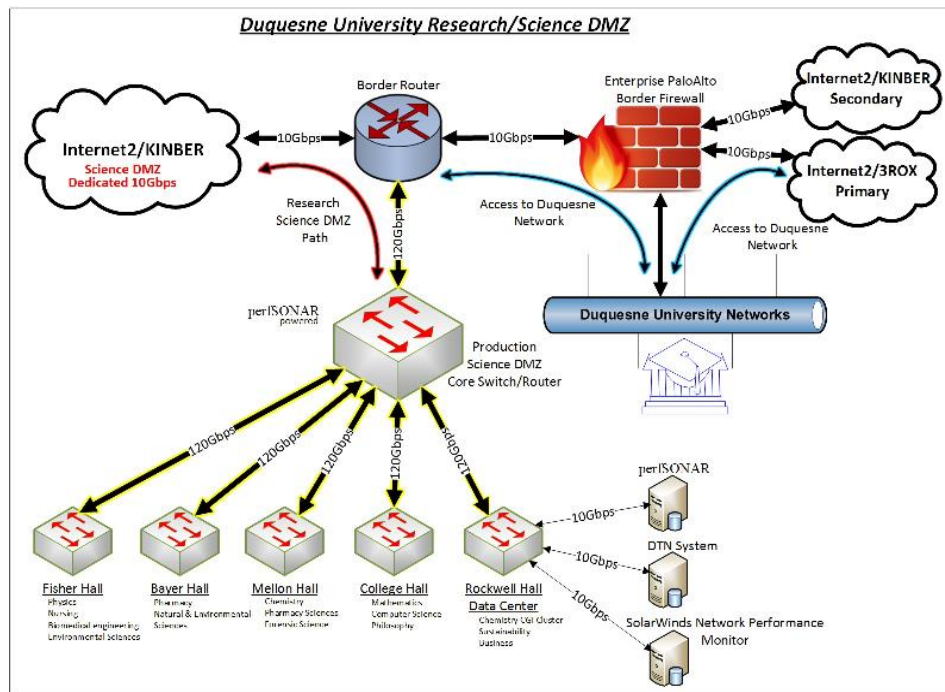 Duquesne University Research/Science DMZ
Border Router
Enterprise PaloAlto
Border Firewall
Internet2/KINBER
Secondary
Internet2/KINBER
Science DMZ
Dedicated 10Gbps
10Gbps
10Gbps
10Gbps
10Gbps
Internet2/3ROX
Primary
Research
Science DMZ
Path
120Gbps
Access to Duquesne
Network
Access to Duquesne
Network
perfSONAR
powered
Duquesne University Networks
Production
Science DMZ
Core Switch/Router
120Gbps
120Gbps
120Gbps
120Gbps
120Gbps
perfSONAR
10Gbps
DTN System
10Gbps
10Gbps
SolarWinds Network Performance
Monitor
Fisher Hall
Physics
Nursing
Biomedical engineering
Environmental Sciences
Bayer Hall
Pharmacy
Natural & Environmental
Sciences
Mellon Hall
Chemistry
Pharmacy Sciences
Forensic Science
College Hall
Mathematics
Computer Science
Philosophy
Rockwell Hall
Data Center
Chemistry CGI Cluster
Sustainability
Business